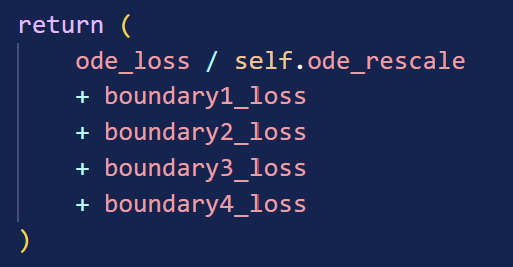 return (
    ode_loss / self.ode_rescale
    + boundary1_loss
    + boundary2_loss
    + boundary3_loss
    + boundary4_loss
)